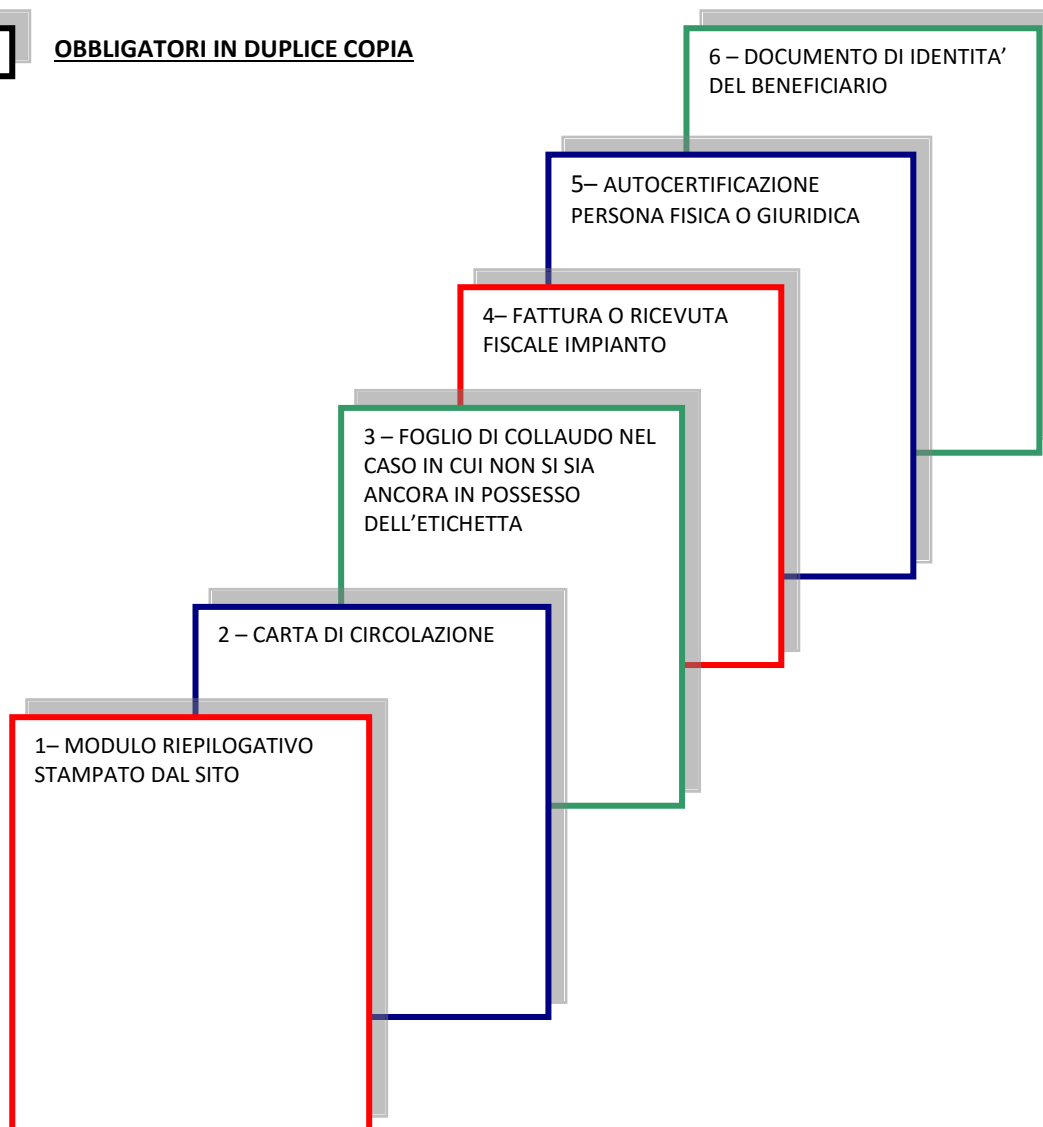 OBBLIGATORI IN DUPLICE COPIA
6 – DOCUMENTO DI IDENTITA’
DEL BENEFICIARIO
5– AUTOCERTIFICAZIONE
PERSONA FISICA O GIURIDICA
4– FATTURA O RICEVUTA
FISCALE IMPIANTO
3 – FOGLIO DI COLLAUDO NEL
CASO IN CUI NON SI SIA
ANCORA IN POSSESSO
DELL’ETICHETTA
2 – CARTA DI CIRCOLAZIONE
1– MODULO RIEPILOGATIVO
STAMPATO DAL SITO